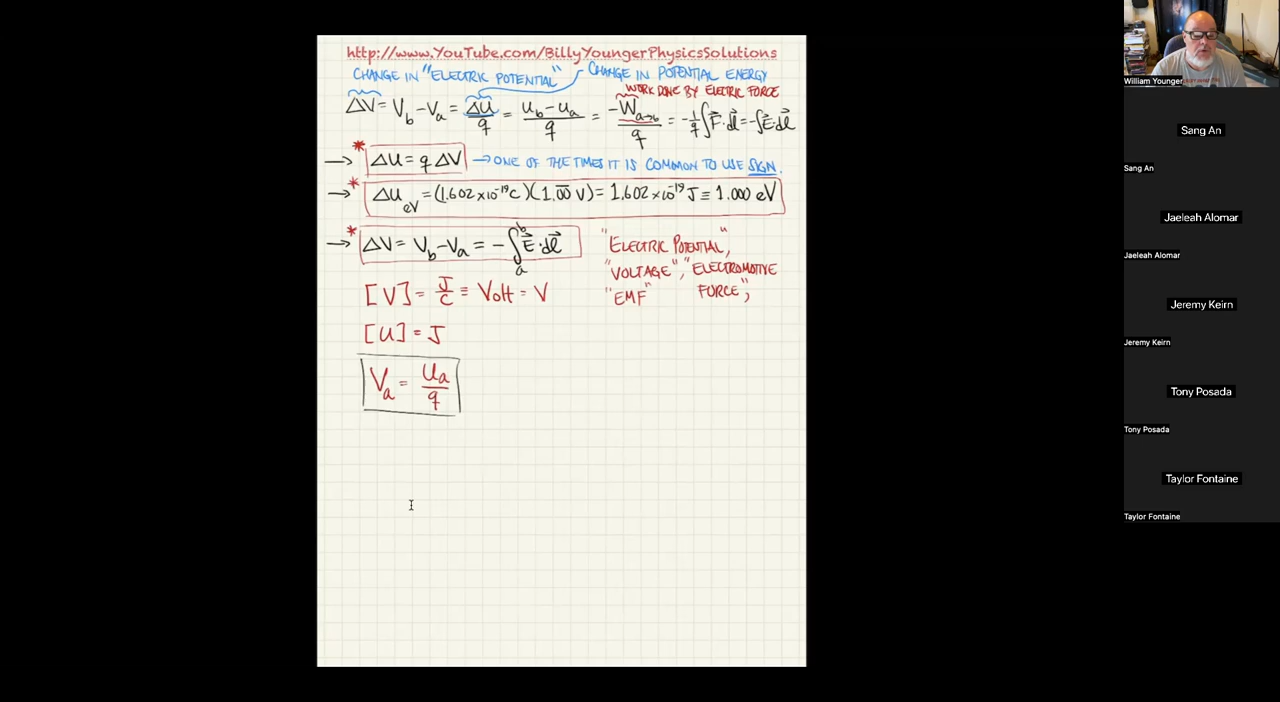 http://www.YouTube.com/BillyYoungerPhysicsSolutions
CHANGE IN "ELECTRIC POTENTIAL"
CHANGE IN POTENTIAL ENERGY
WORK DONE BY ELECTRIC FORCE
ΔV = V_b - V_a = ΔU/q = (U_b - U_a)/q = -W_a→b/q = -1/q ∫F⃗·dl⃗ = -∫E⃗·dl⃗
→ * ΔU = q ΔV → ONE OF THE TIMES IT IS COMMON TO USE SIGN.
→ * ΔU_eV = (1.602×10⁻¹⁹C)(1.00 V) = 1.602×10⁻¹⁹ J ≡ 1.000 eV
→ * ΔV = V_b - V_a = -∫_a^b E⃗·dl⃗
"ELECTRIC POTENTIAL",
"VOLTAGE", "ELECTROMOTIVE
"EMF" FORCE",
[V] = J/C ≡ Volt = V
[U] = J
V_a = U_a/q
William Younger
Sang An
Sang An
Jaeleah Alomar
Jaeleah Alomar
Jeremy Keirn
Jeremy Keirn
Tony Posada
Tony Posada
Taylor Fontaine
Taylor Fontaine